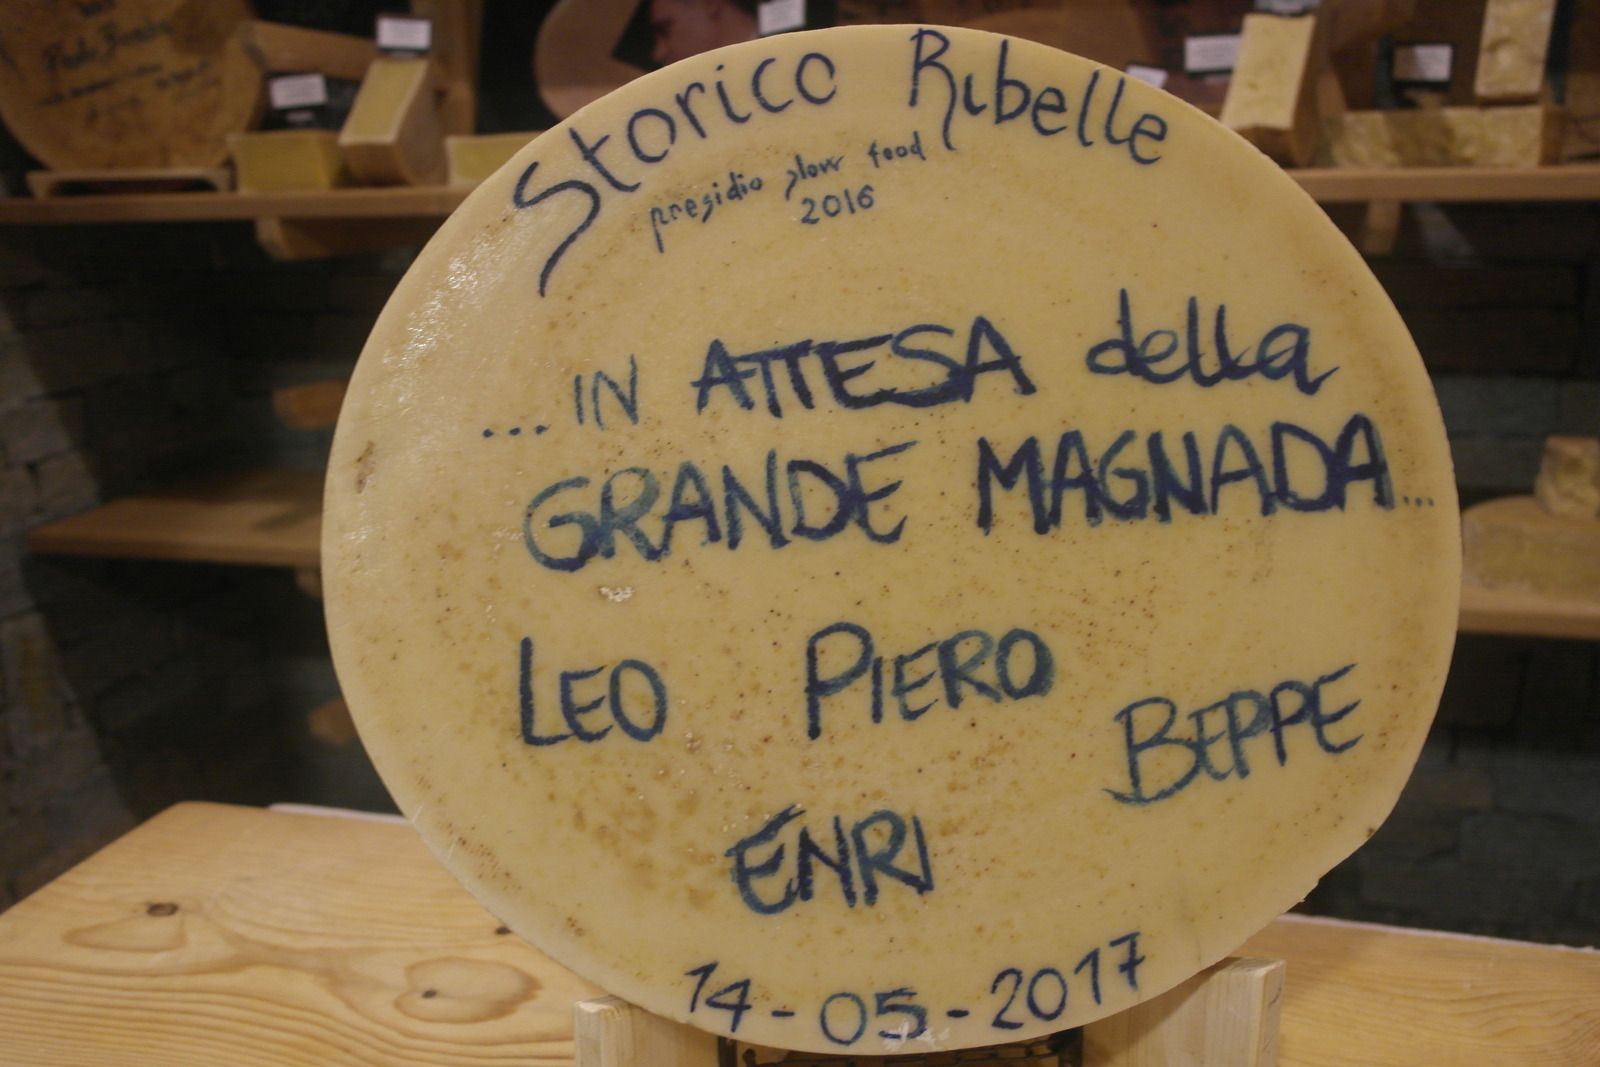 Storico Ribelle
presidio slow food
2016
...IN ATTESA della
GRANDE MAGNADA...
LEO PIERO BEPPE
ENRI
14-05-2017